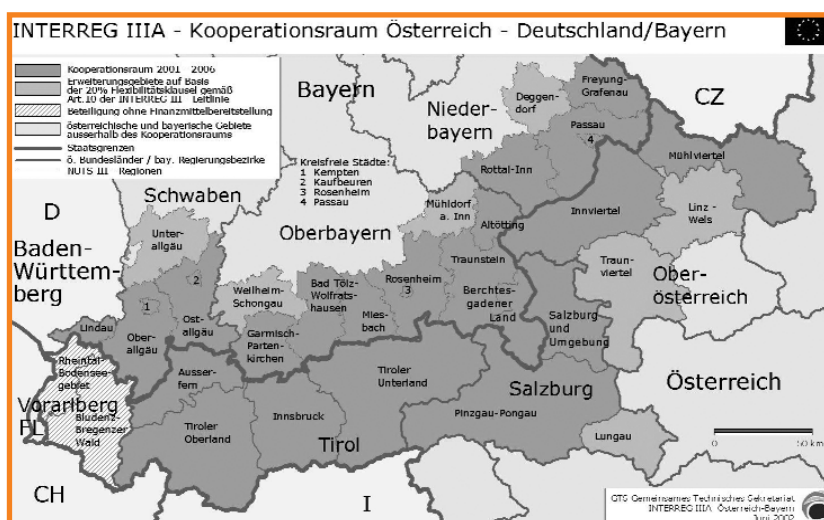 INTERREG IIIA - Kooperationsraum Österreich - Deutschland/Bayern
Kooperationsraum 2001 - 2006
Erweiterungsgebiete auf Basis
der 20% Flexibilitätsklausel gemäß
Art.10 der INTERREG III Leitlinie
Beteiligung ohne Finanzmittelbereitstellung
österreichische und bayerische Gebiete
ausserhalb des Kooperationsraums
Staatsgrenzen
ö. Bundesländer / bay. Regierungsbezirke
NUTS III Regionen
Bayern
Nieder-
bayern
Deggen-
dorf
Freyung-
Grafenau
CZ
Passau
4
Mühlviertel
Rottal-Inn
Kreisfreie Städte:
1 Kempten
2 Kaufbeuren
3 Rosenheim
4 Passau
Schwaben
D
Baden-
Württem-
berg
Unter-
allgäu
Oberbayern
Mühldorf
a. Inn
Altötting
Innviertel
Linz -
Wels
Traun-
viertel
Ober-
österreich
2
1
Lindau
Ober-
allgäu
Ost-
allgäu
Weilheim-
Schongau
Garmisch-
Parten-
kirchen
Bad Tölz-
Wolfrats-
hausen
Mies-
bach
Rosenheim
3
Traunstein
Berchtes-
gadener
Land
Salzburg
und
Umgebung
Rheintal-
Bodensee-
gebiet
Vorarlberg
FL
Bludenz-
Bregenzer
Wald
Ausser-
fern
Tiroler
Oberland
Innsbruck
Tirol
Tiroler
Unterland
Salzburg
Pinzgau-Pongau
Österreich
Lungau
0
50 km
CH
I
GTS Gemeinsames Technisches Sekretariat
INTERREG IIIA Österreich-Bayern
Juni 2002